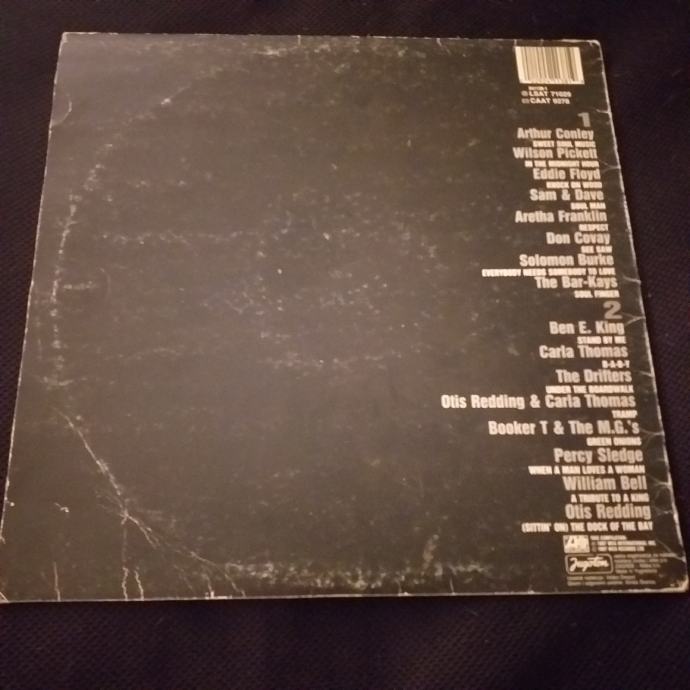 LSAT 71029
CAAT 9278
1
Arthur Conley
SWEET SOUL MUSIC
Wilson Pickett
IN THE MIDNIGHT HOUR
Eddie Floyd
KNOCK ON WOOD
Sam & Dave
SOUL MAN
Aretha Franklin
RESPECT
Don Covay
SEE SAW
Solomon Burke
EVERYBODY NEEDS SOMEBODY TO LOVE
The Bar-Kays
SOUL FINGER
2
Ben E. King
STAND BY ME
Carla Thomas
B-A-B-Y
The Drifters
UNDER THE BOARDWALK
Otis Redding & Carla Thomas
TRAMP
Booker T & The M.G.'s
GREEN ONIONS
Percy Sledge
WHEN A MAN LOVES A WOMAN
William Bell
A TRIBUTE TO A KING
Otis Redding
(SITTIN' ON) THE DOCK OF THE BAY
THIS COMPILATION
Jugoton